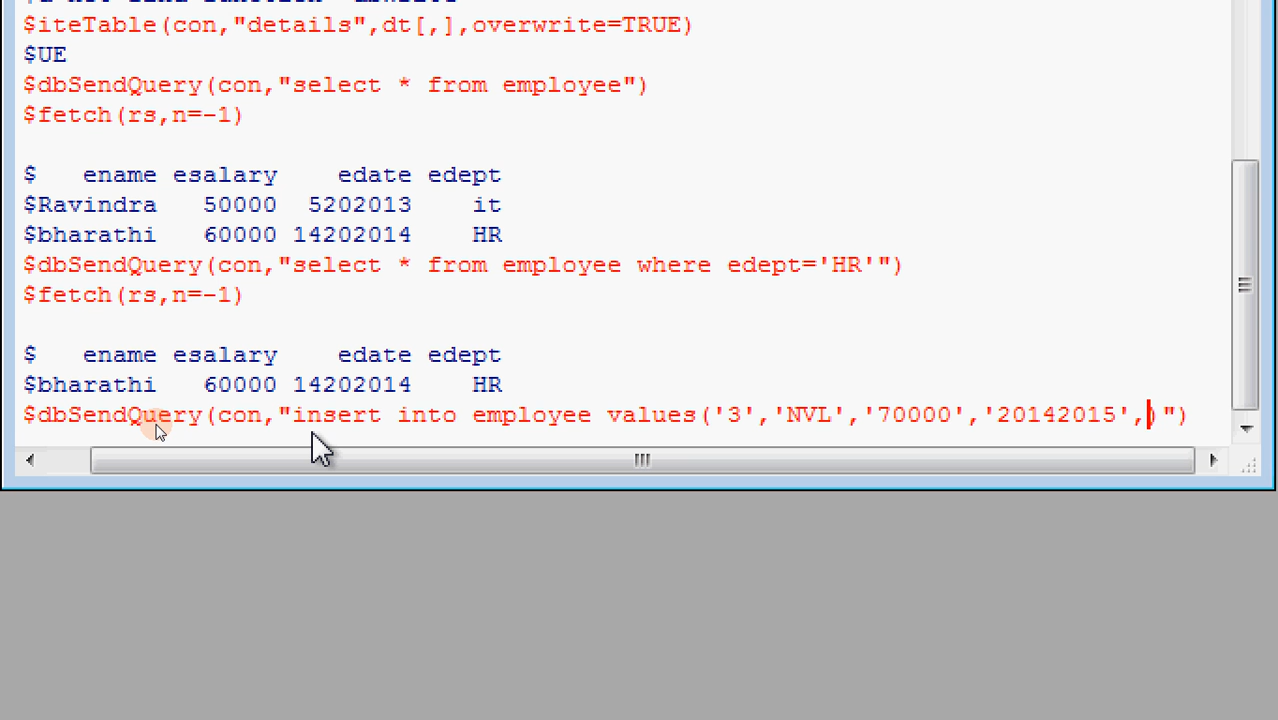 $iteTable(con,"details",dt[,],overwrite=TRUE)
$UE
$dbSendQuery(con,"select * from employee")
$fetch(rs,n=-1)
$   ename esalary    edate edept
$Ravindra   50000  5202013    it
$bharathi   60000 14202014    HR
$dbSendQuery(con,"select * from employee where edept='HR'")
$fetch(rs,n=-1)
$   ename esalary    edate edept
$bharathi   60000 14202014    HR
$dbSendQuery(con,"insert into employee values('3','NVL','70000','20142015',)")